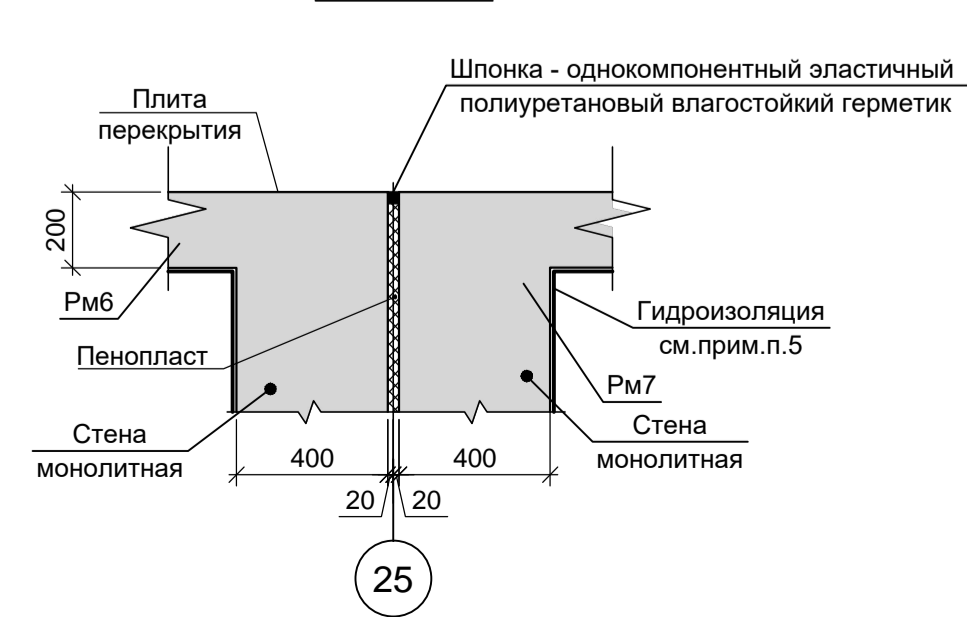 Шпонка - однокомпонентный эластичный
полиуретановый влагостойкий герметик
Плита
перекрытия
200
Рм6
Гидроизоляция
см.прим.п.5
Пенопласт
Рм7
Стена
монолитная
Стена
монолитная
400
400
20
20
25